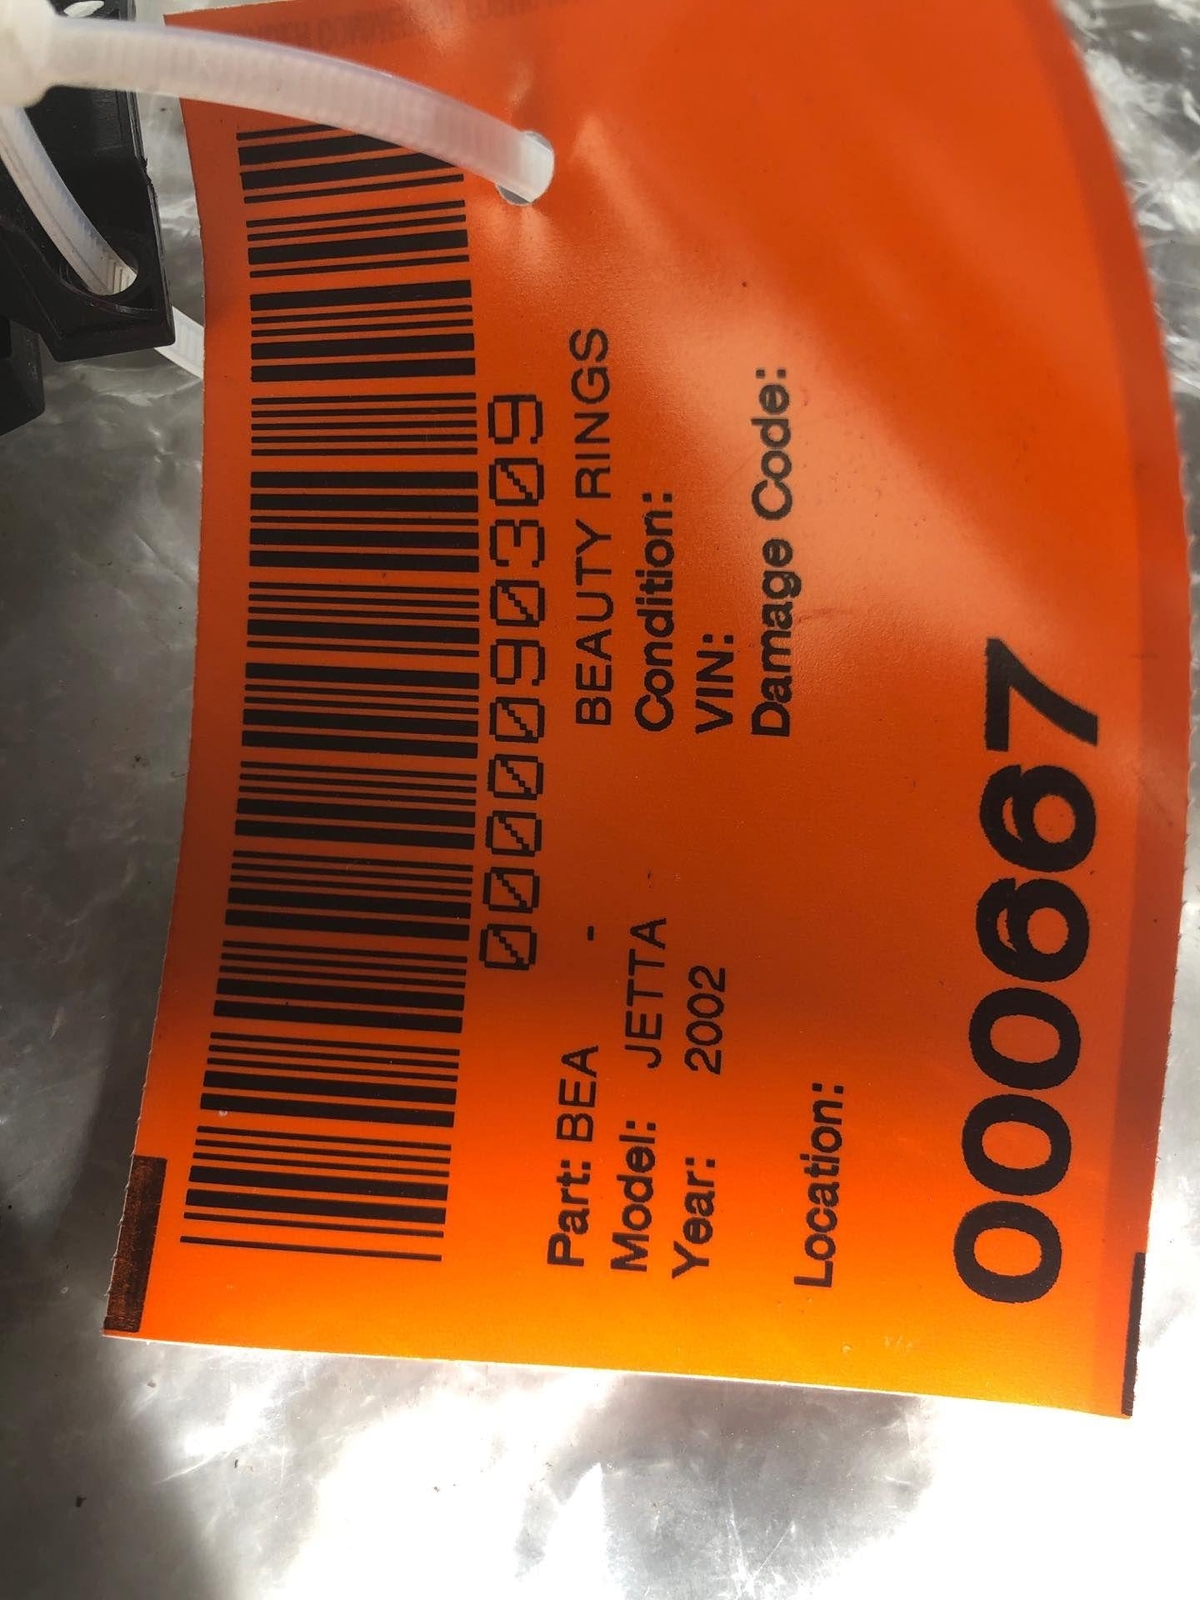 0000090309
Part: BEA - BEAUTY RINGS
Model: JETTA Condition:
Year: 2002 VIN:
Damage Code:
Location:
000667